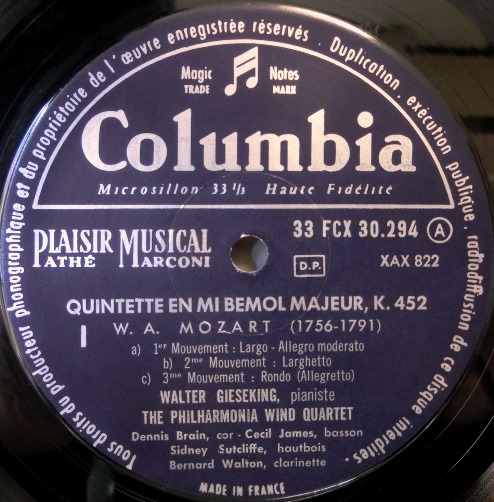 Tous droits du producteur phonographique et du propriétaire de l'œuvre enregistrée réservés. Duplication, exécution publique, radiodiffusion de ce disque interdites.
Magic Notes
TRADE MARK
Columbia
Microsillon 33 1/3 Haute Fidélité
PLAISIR MUSICAL
PATHÉ MARCONI
33 FCX 30.294 A
D.P.
XAX 822
QUINTETTE EN MI BEMOL MAJEUR, K. 452
I W. A. MOZART (1756-1791)
a) 1er Mouvement : Largo - Allegro moderato
b) 2me Mouvement : Larghetto
c) 3me Mouvement : Rondo (Allegretto)
WALTER GIESEKING, pianiste
THE PHILHARMONIA WIND QUARTET
Dennis Brain, cor - Cecil James, basson
Sidney Sutcliffe, hautbois
Bernard Walton, clarinette
MADE IN FRANCE